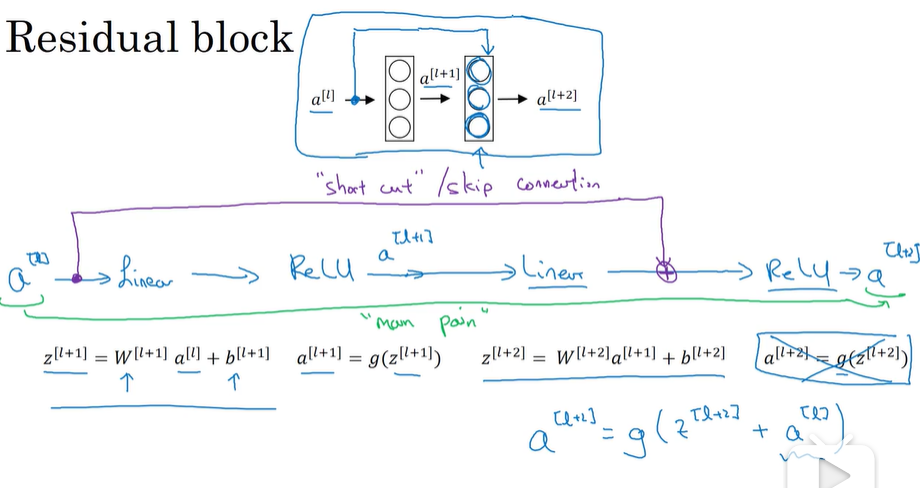 Residual block
a^[l] a^[l+1] a^[l+2]
"short cut" / skip connection
a^[l] Linear ReLU a^[l+1] Linear ReLU a^[l+2]
"main path"
z^[l+1] = W^[l+1] a^[l] + b^[l+1] a^[l+1] = g(z^[l+1]) z^[l+2] = W^[l+2]a^[l+1] + b^[l+2] a^[l+2] = g(z^[l+2])
a^[l+2] = g(z^[l+2] + a^[l])